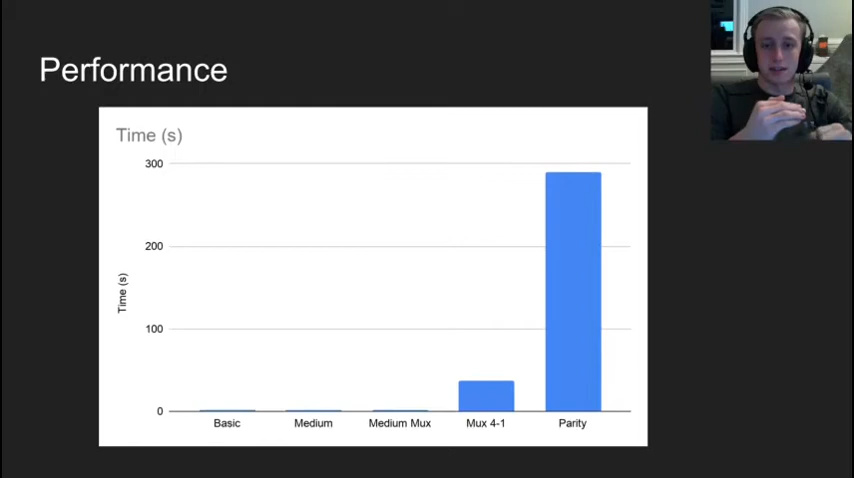 Performance
Time (s)
300
200
100
0
Time (s)
Basic
Medium
Medium Mux
Mux 4-1
Parity